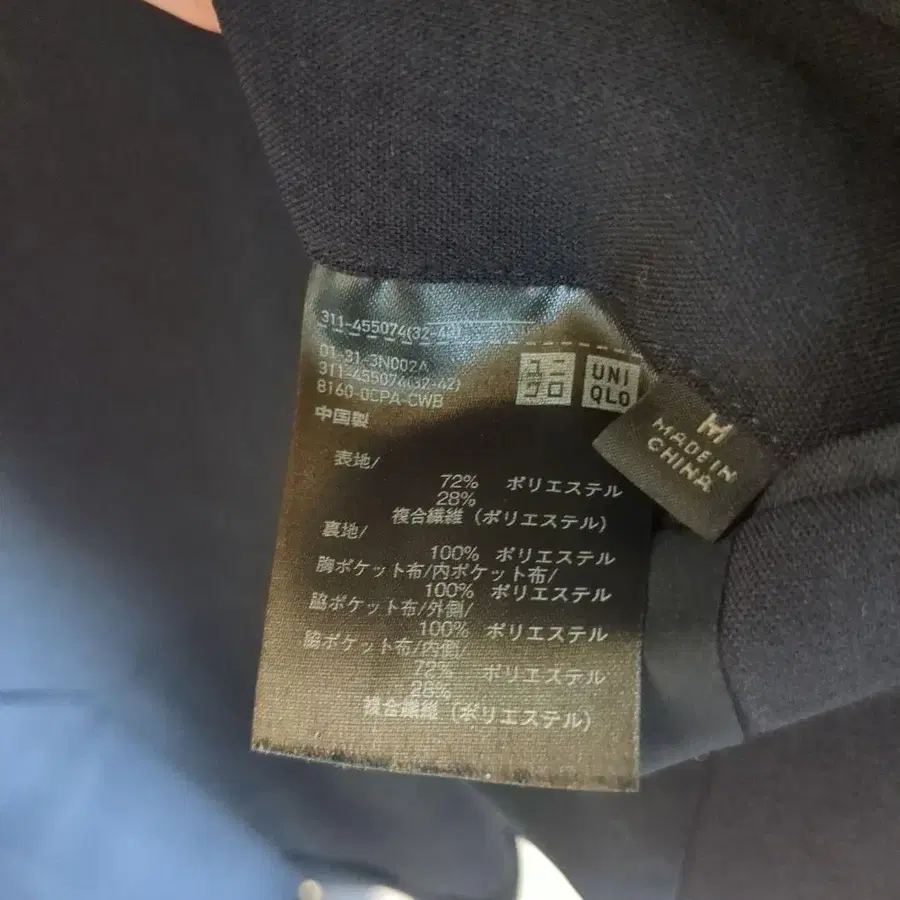 311-455074(32-42)
01-31-3N002A
311-455074(32-42)
8160-0CPA-CWB
中国製
ユニ
クロ
UNI
QLO
M
MADE IN
CHINA
表地/
72% ポリエステル
28%
複合繊維 (ポリエステル)
裏地/
100% ポリエステル
胸ポケット布/内ポケット布/
100% ポリエステル
脇ポケット布/外側/
100% ポリエステル
脇ポケット布/内側/
72% ポリエステル
28%
複合繊維 (ポリエステル)